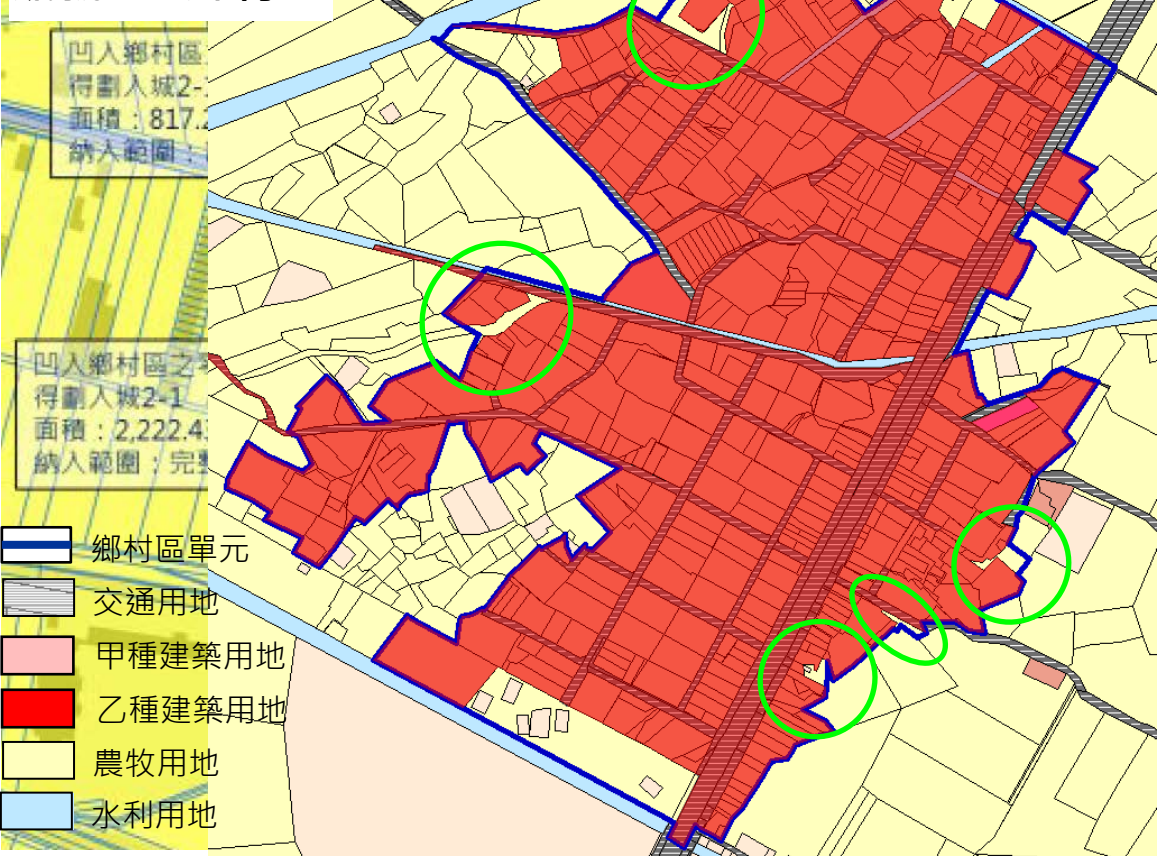 凹入鄉村區
得劃入城2-
面積：817.2
納入範圍：
凹入鄉村區之
得劃入城2-1
面積：2,222.43
納入範圍：完整
鄉村區單元
交通用地
甲種建築用地
乙種建築用地
農牧用地
水利用地